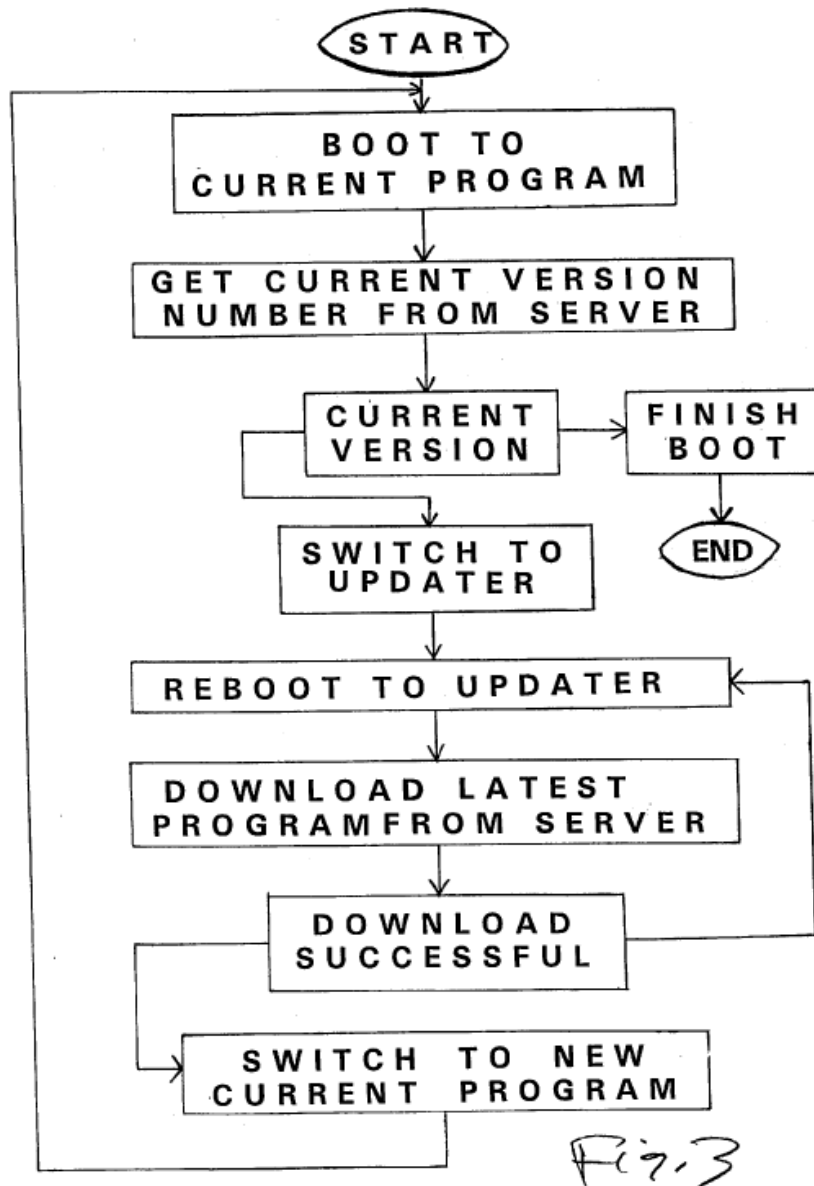 START
BOOT TO
CURRENT PROGRAM
GET CURRENT VERSION
NUMBER FROM SERVER
CURRENT
VERSION
FINISH
BOOT
SWITCH TO
UPDATER
END
REBOOT TO UPDATER
DOWNLOAD LATEST
PROGRAMFROM SERVER
DOWNLOAD
SUCCESSFUL
SWITCH TO NEW
CURRENT PROGRAM
Fig. 3